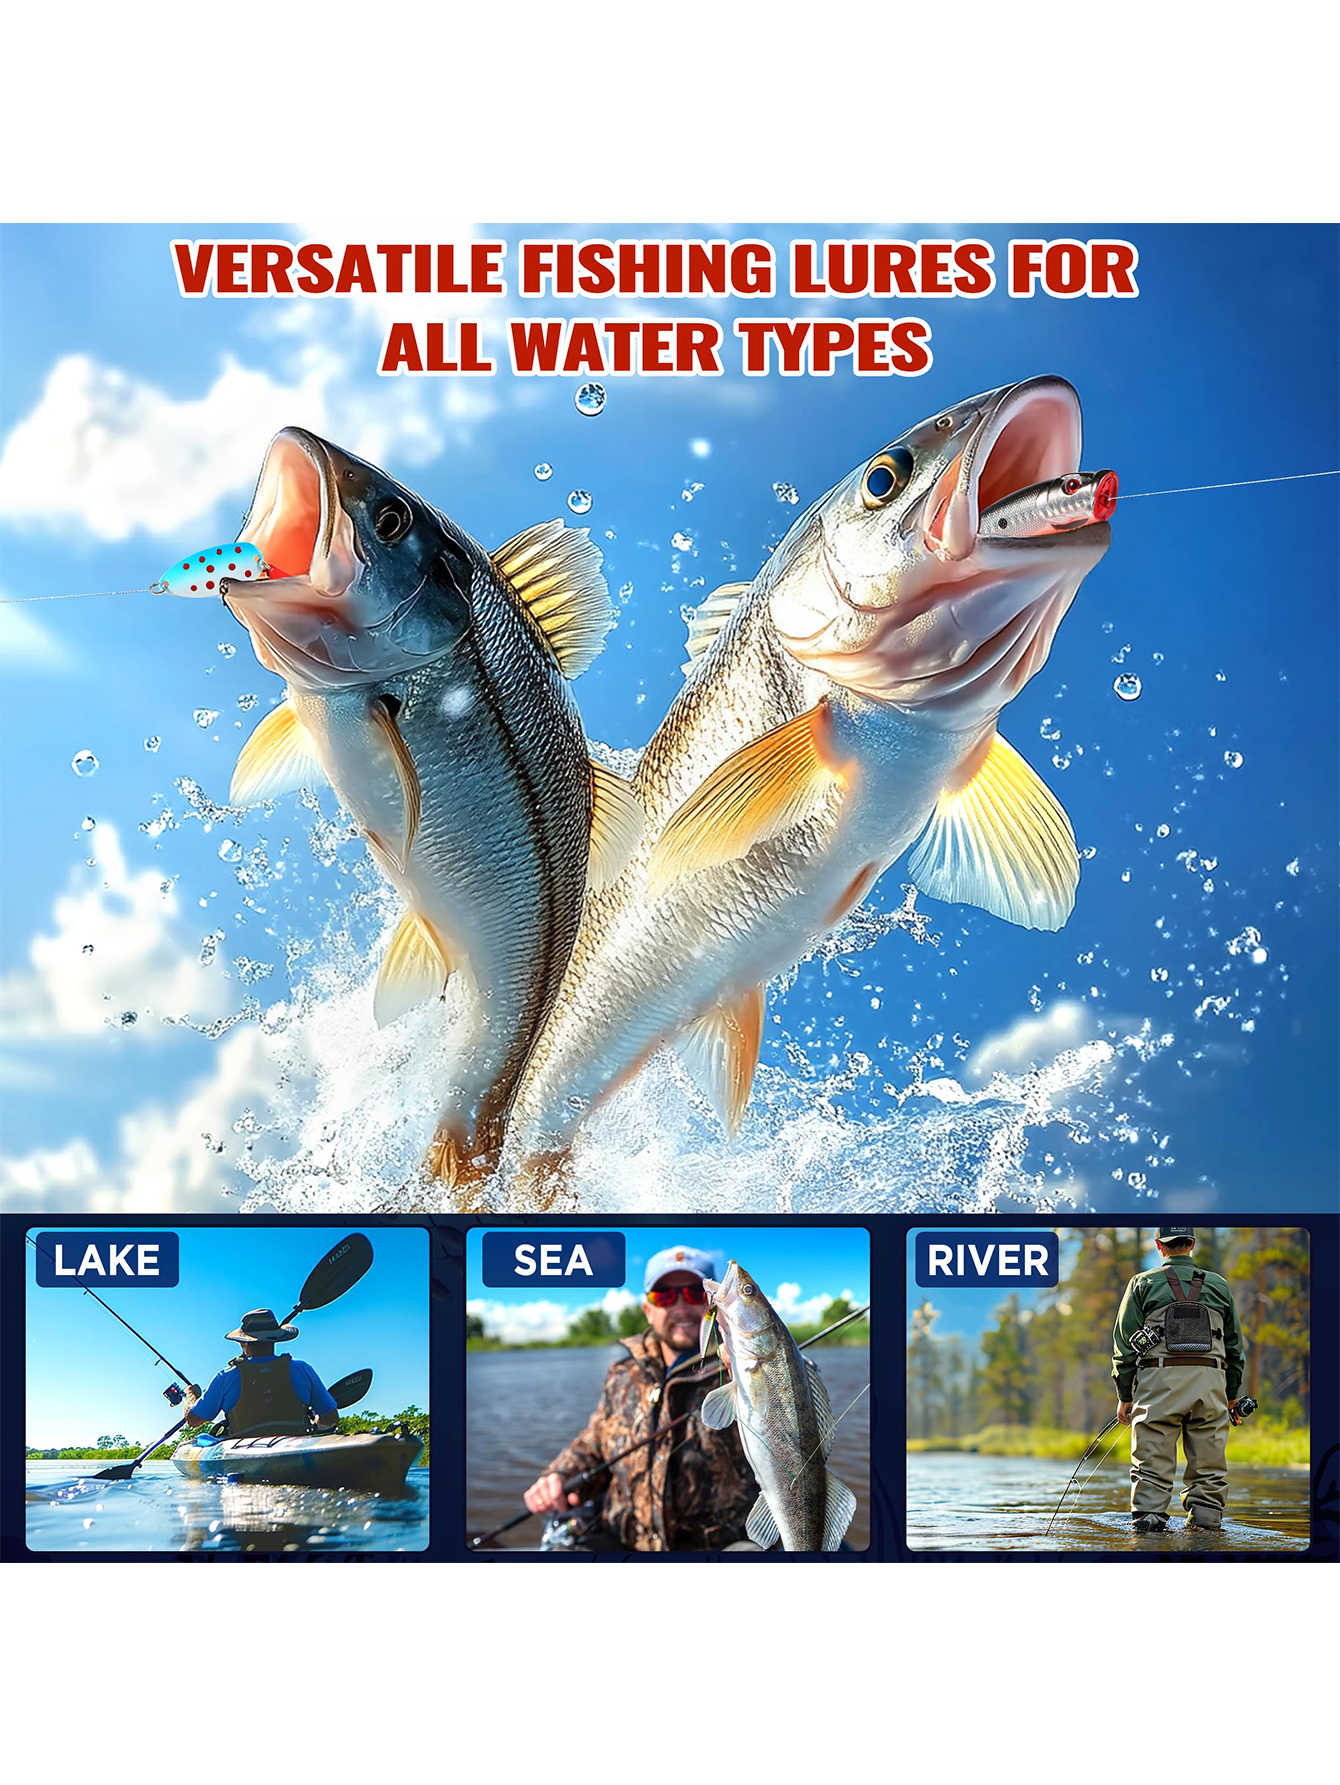 VERSATILE FISHING LURES FOR
ALL WATER TYPES
LAKE
SEA
RIVER